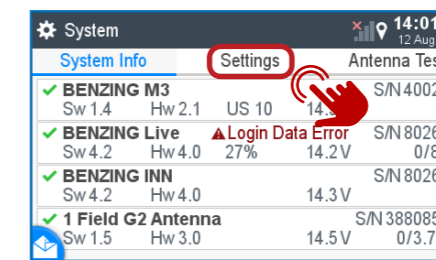 System 14:01
12 Aug
System Info Settings Antenna Tes
BENZING M3 S/N 4002
Sw 1.4 Hw 2.1 US 10 14.
BENZING Live Login Data Error S/N 8026
Sw 4.2 Hw 4.0 27% 14.2 V 0/8
BENZING INN S/N 8026
Sw 4.2 Hw 4.0 14.3 V
1 Field G2 Antenna S/N 388085
Sw 1.5 Hw 3.0 14.5 V 0/3.7